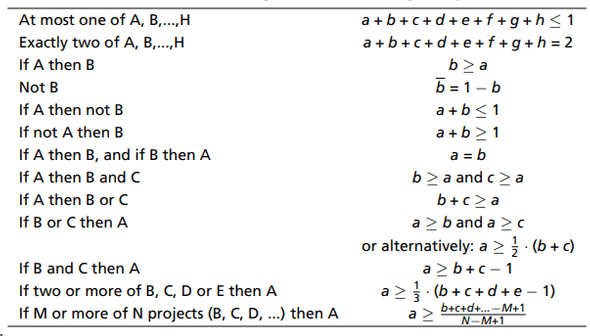 At most one of A, B,...,H a + b + c + d + e + f + g + h ≤ 1
Exactly two of A, B,...,H a + b + c + d + e + f + g + h = 2
If A then B b ≥ a
Not B b̅ = 1 − b
If A then not B a + b ≤ 1
If not A then B a + b ≥ 1
If A then B, and if B then A a = b
If A then B and C b ≥ a and c ≥ a
If A then B or C b + c ≥ a
If B or C then A a ≥ b and a ≥ c
or alternatively: a ≥ 1/2 · (b + c)
If B and C then A a ≥ b + c − 1
If two or more of B, C, D or E then A a ≥ 1/3 · (b + c + d + e − 1)
If M or more of N projects (B, C, D, ...) then A a ≥ b+c+d+...−M+1/N−M+1